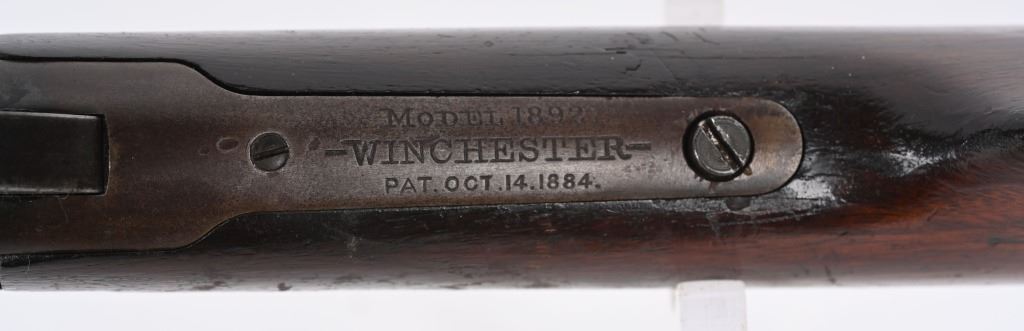 MODEL 1892
-WINCHESTER-
PAT. OCT. 14. 1884.